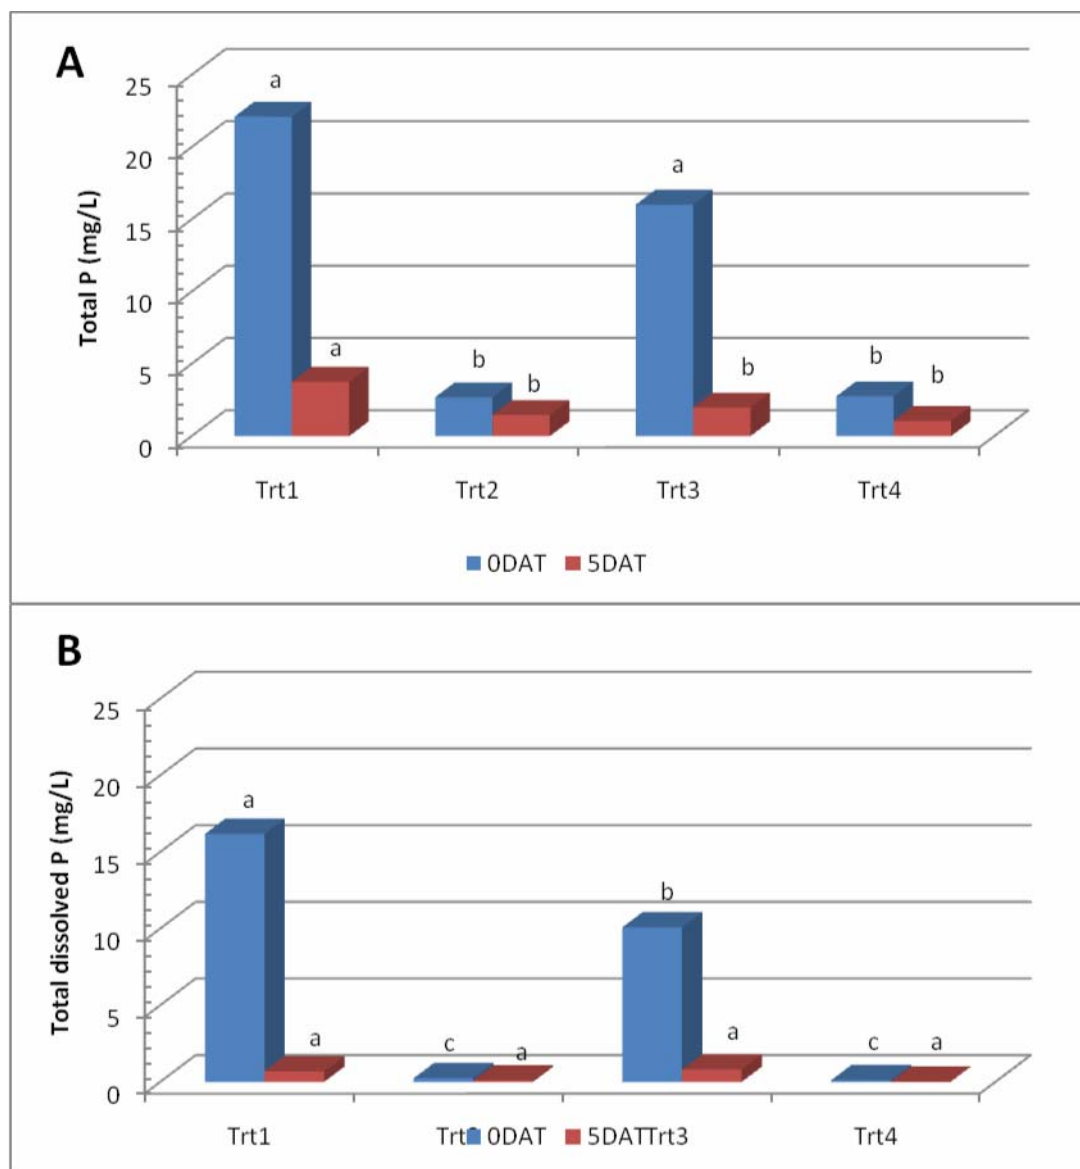 A
25
20
15
10
5
0
Total P (mg/L)
a
a
b
b
a
b
b
b
Trt1 Trt2 Trt3 Trt4
0DAT 5DAT
B
25
20
15
10
5
0
Total dissolved P (mg/L)
a
a
c
a
b
a
c
a
Trt1 0DAT 5DAT Trt3 Trt4